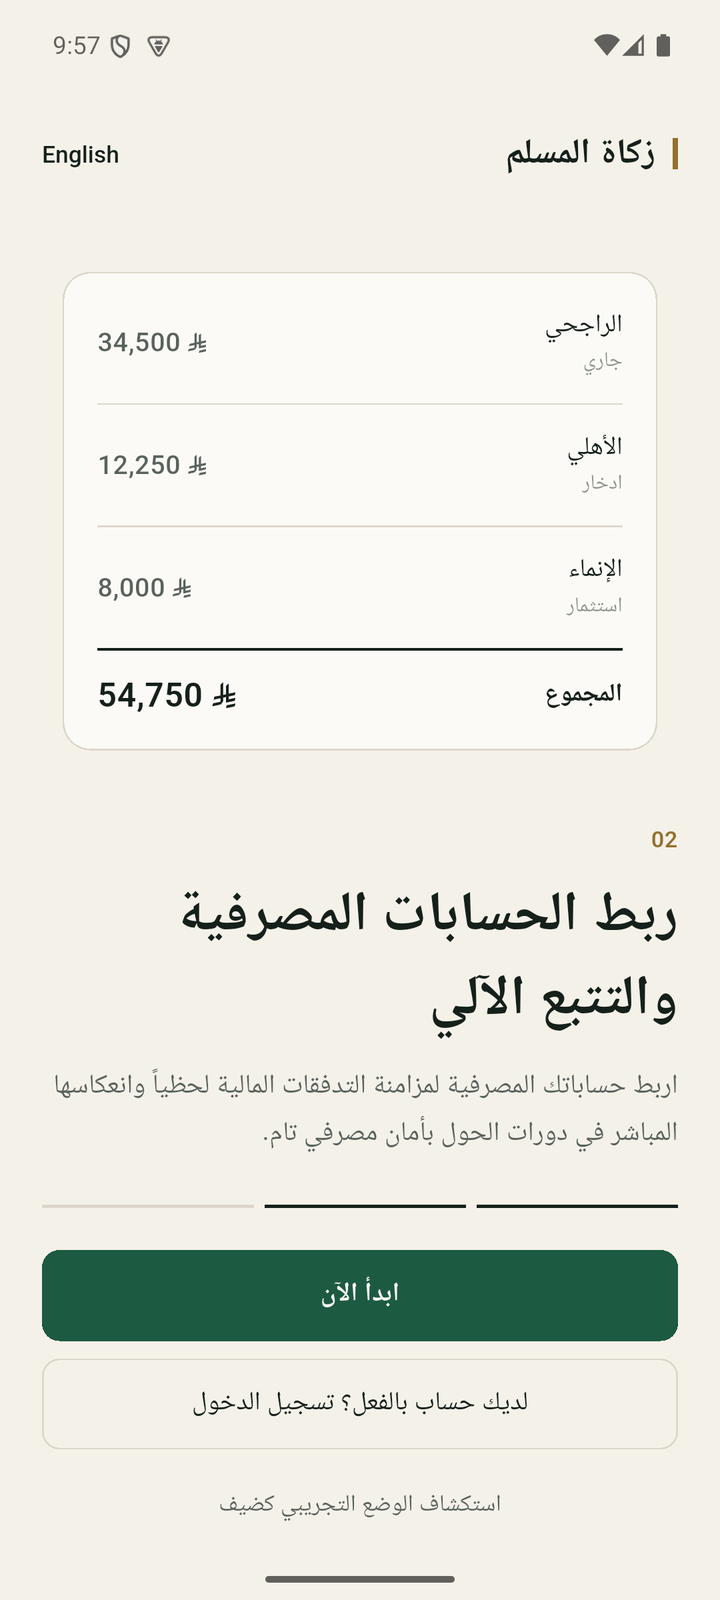 9:57
زكاة المسلم
English
الراجحي
جاري
34,500 ⃁
الأهلي
ادخار
12,250 ⃁
الإنماء
استثمار
8,000 ⃁
المجموع
54,750 ⃁
02
ربط الحسابات المصرفية
والتتبع الآلي
اربط حساباتك المصرفية لمزامنة التدفقات المالية لحظياً وانعكاسها
المباشر في دورات الحول بأمان مصرفي تام.
ابدأ الآن
لديك حساب بالفعل؟ تسجيل الدخول
استكشاف الوضع التجريبي كضيف